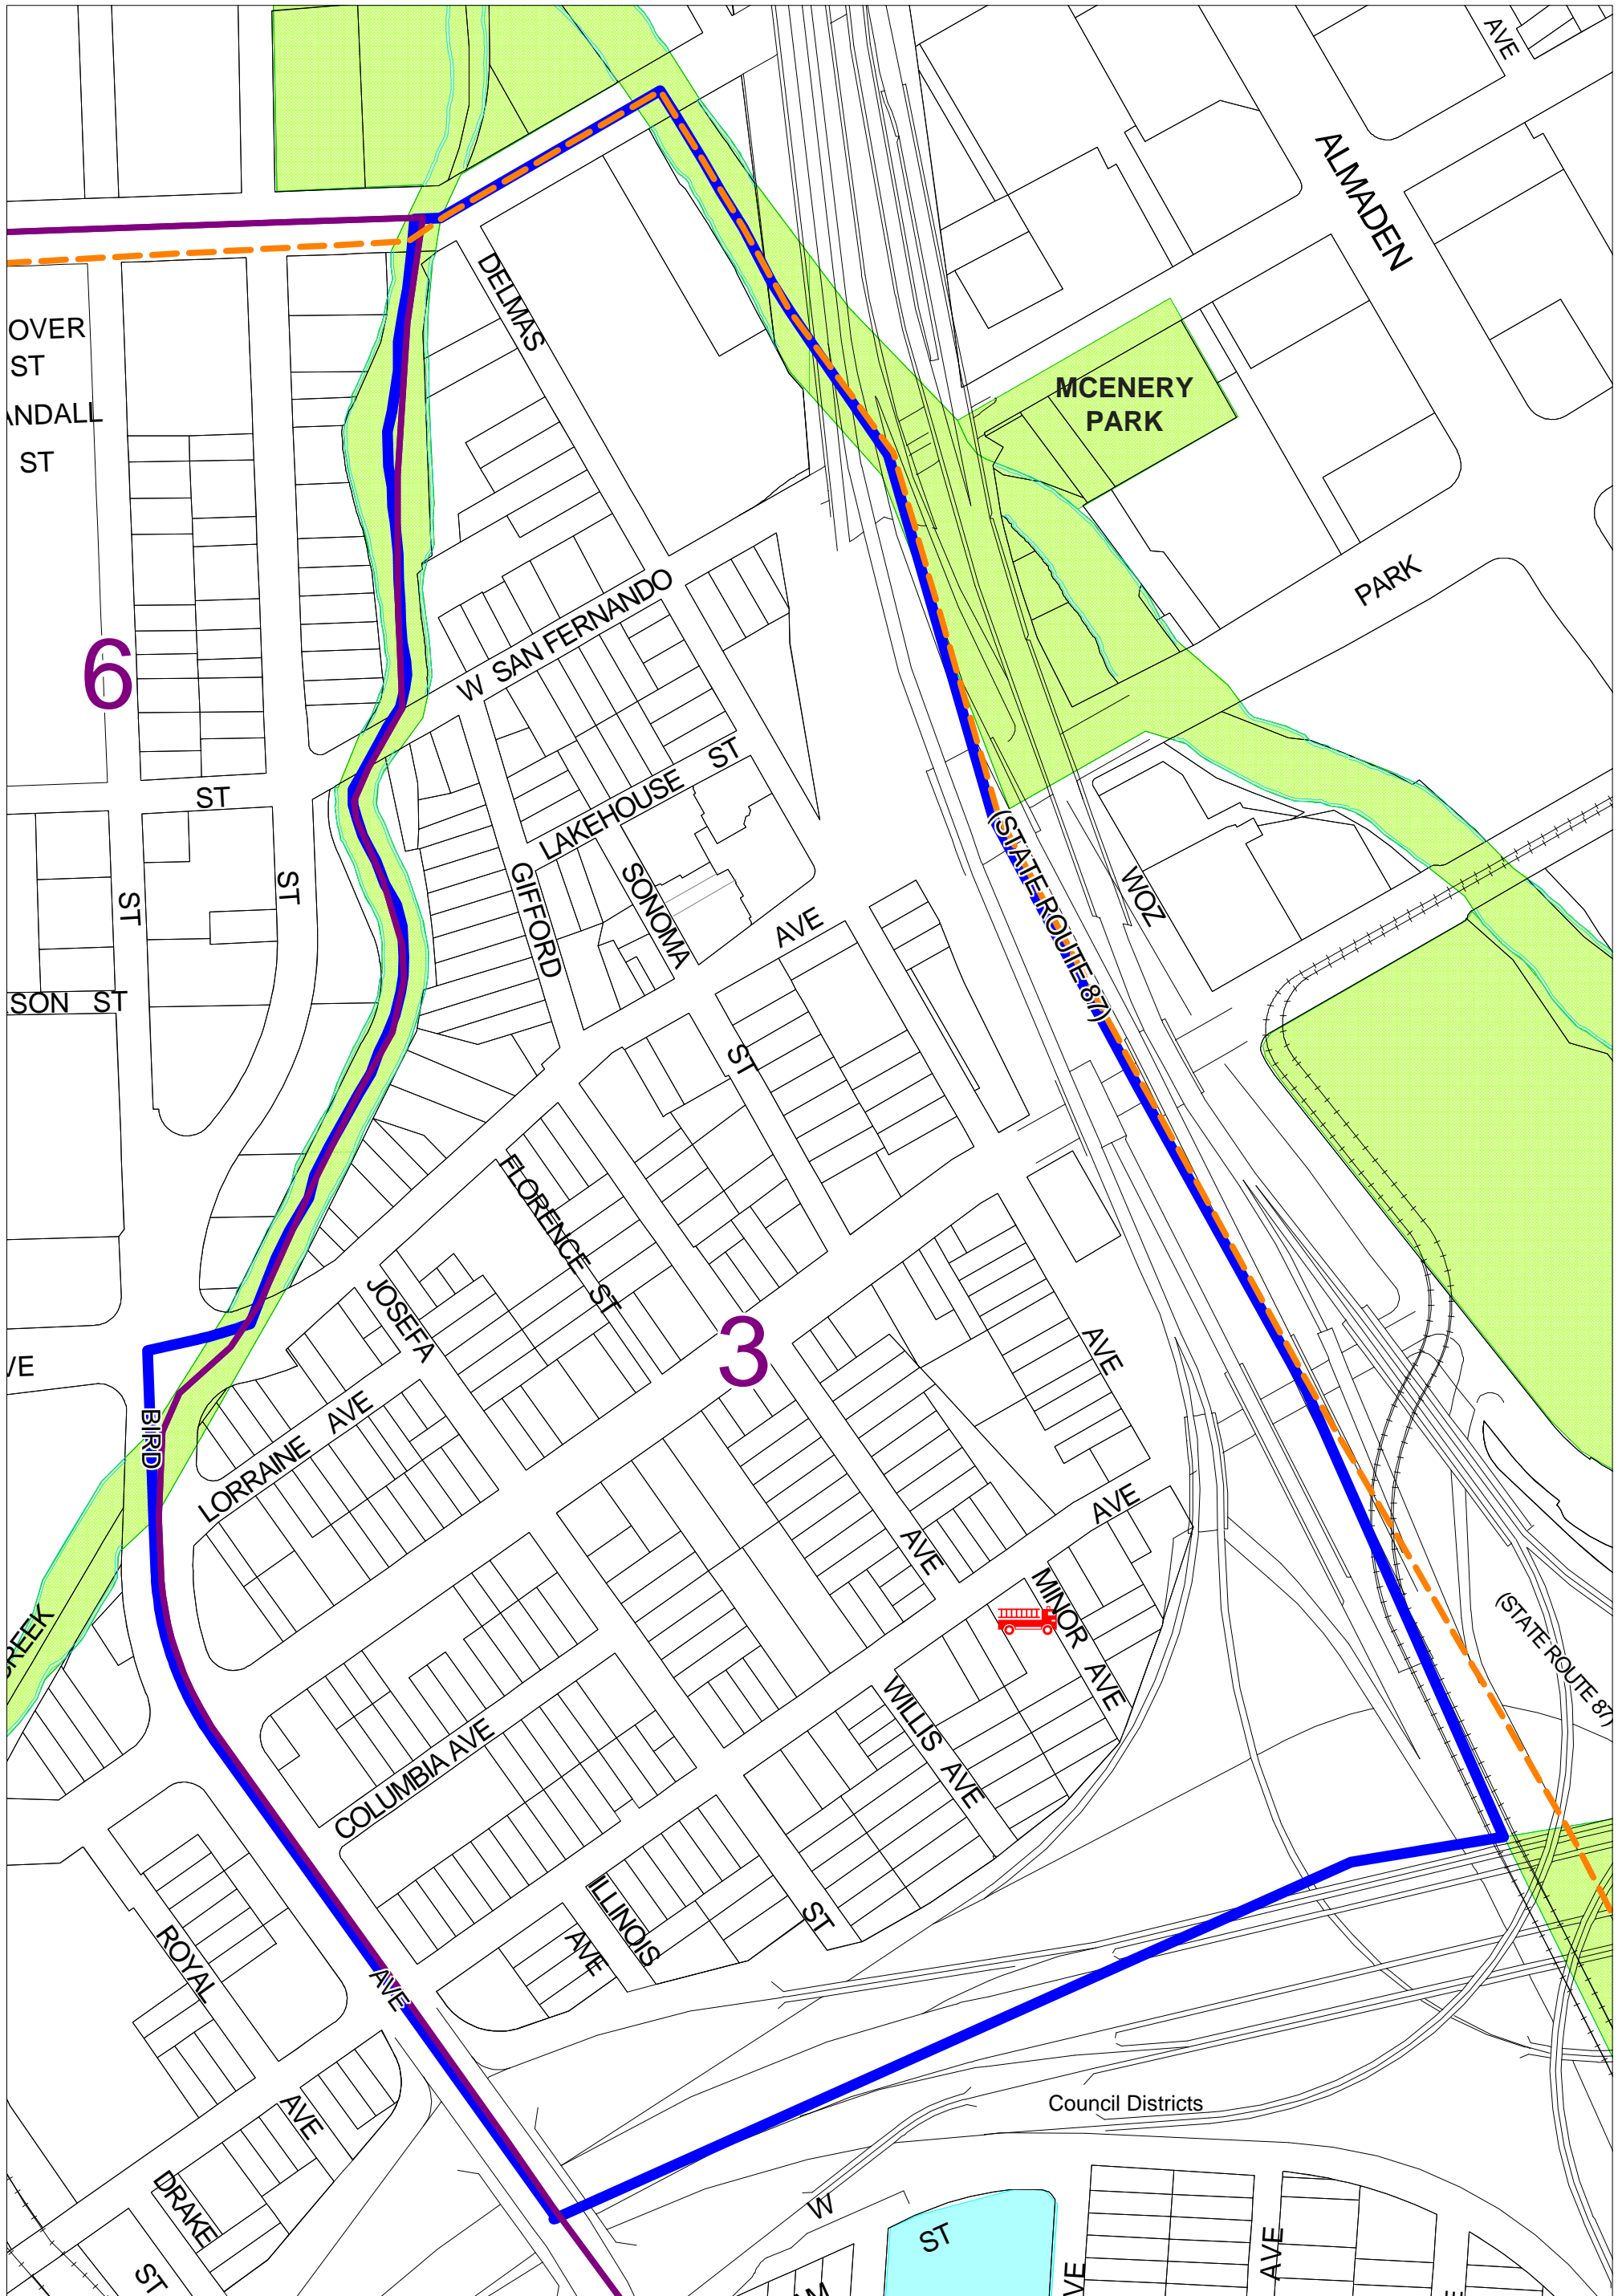 AVE
ALMADEN
DELMAS
OVER
ST
ANDALL
ST
MCENERY
PARK
PARK
W SAN FERNANDO
6
LAKEHOUSE ST
ST
ST
ST
GIFFORD
SONOMA
AVE
(STATE ROUTE 87)
WOZ
SON ST
ST
FLORENCE ST
JOSEFA
3
AVE
VE
BIRD
LORRAINE AVE
AVE
AVE
MINOR AVE
REEK
(STATE ROUTE 87)
WILLIS AVE
COLUMBIA AVE
ILLINOIS
AVE
ST
ROYAL
AVE
AVE
DRAKE
ST
Council Districts
W
ST
VE
AVE